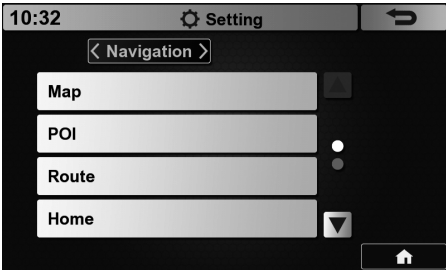 10:32 Setting
Navigation
Map
POI
Route
Home